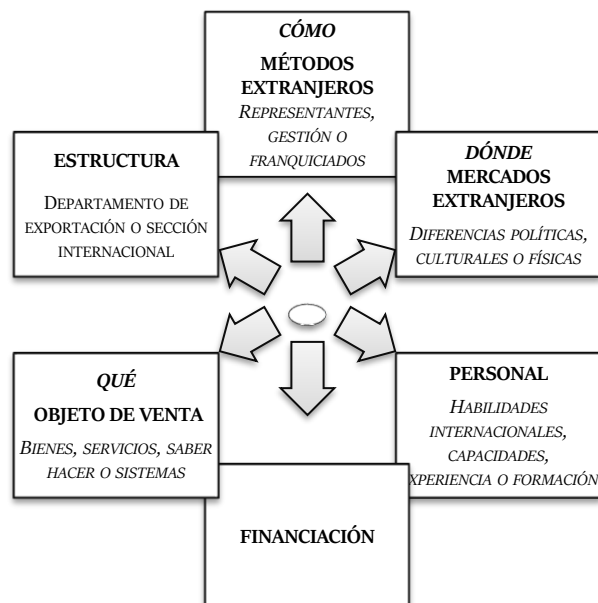 CÓMO
MÉTODOS
EXTRANJEROS
REPRESENTANTES,
GESTIÓN O
FRANQUICIADOS
ESTRUCTURA
DEPARTAMENTO DE
EXPORTACIÓN O SECCIÓN
INTERNACIONAL
DÓNDE
MERCADOS
EXTRANJEROS
DIFERENCIAS POLÍTICAS,
CULTURALES O FÍSICAS
QUÉ
OBJETO DE VENTA
BIENES, SERVICIOS, SABER
HACER O SISTEMAS
PERSONAL
HABILIDADES
INTERNACIONALES,
CAPACIDADES,
XPERIENCIA O FORMACIÓN
FINANCIACIÓN